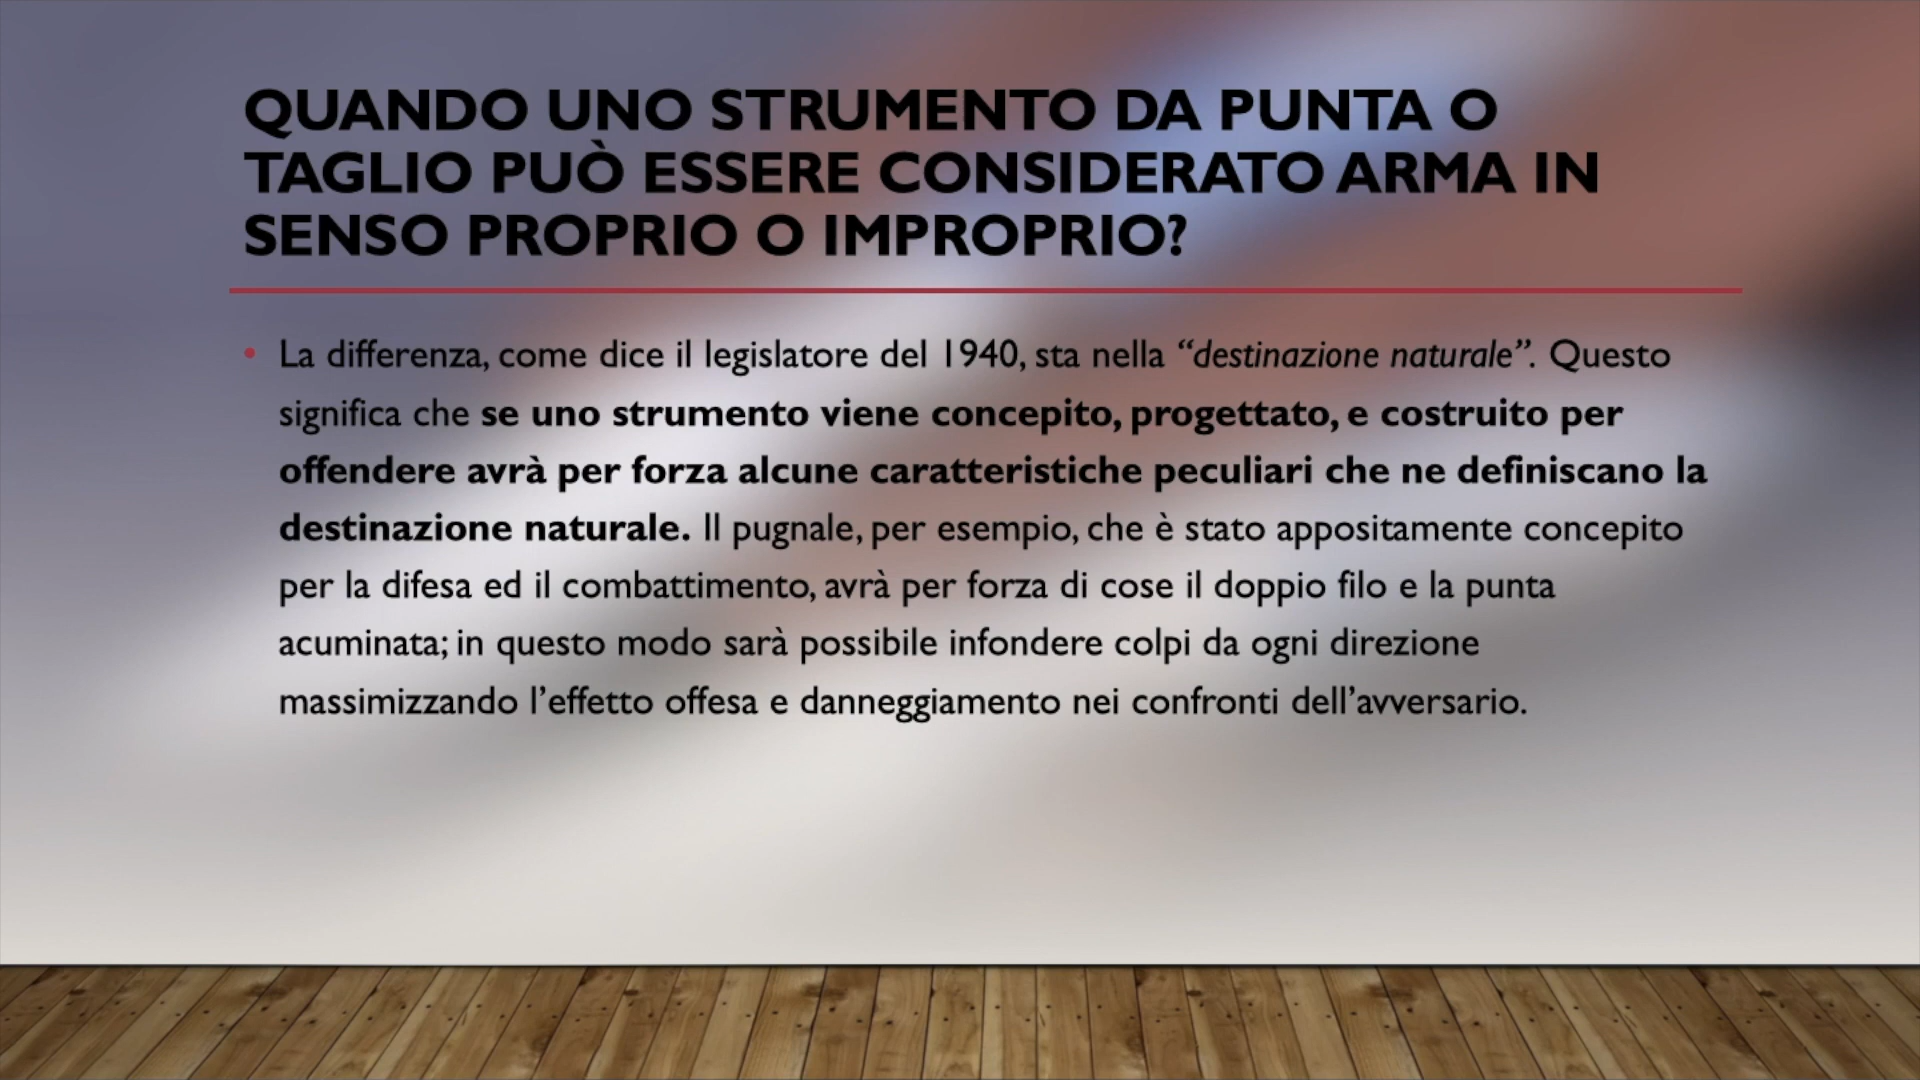 QUANDO UNO STRUMENTO DA PUNTA O
TAGLIO PUÒ ESSERE CONSIDERATO ARMA IN
SENSO PROPRIO O IMPROPRIO?
• La differenza, come dice il legislatore del 1940, sta nella “destinazione naturale”. Questo
significa che se uno strumento viene concepito, progettato, e costruito per
offendere avrà per forza alcune caratteristiche peculiari che ne definiscano la
destinazione naturale. Il pugnale, per esempio, che è stato appositamente concepito
per la difesa ed il combattimento, avrà per forza di cose il doppio filo e la punta
acuminata; in questo modo sarà possibile infondere colpi da ogni direzione
massimizzando l’effetto offesa e danneggiamento nei confronti dell’avversario.